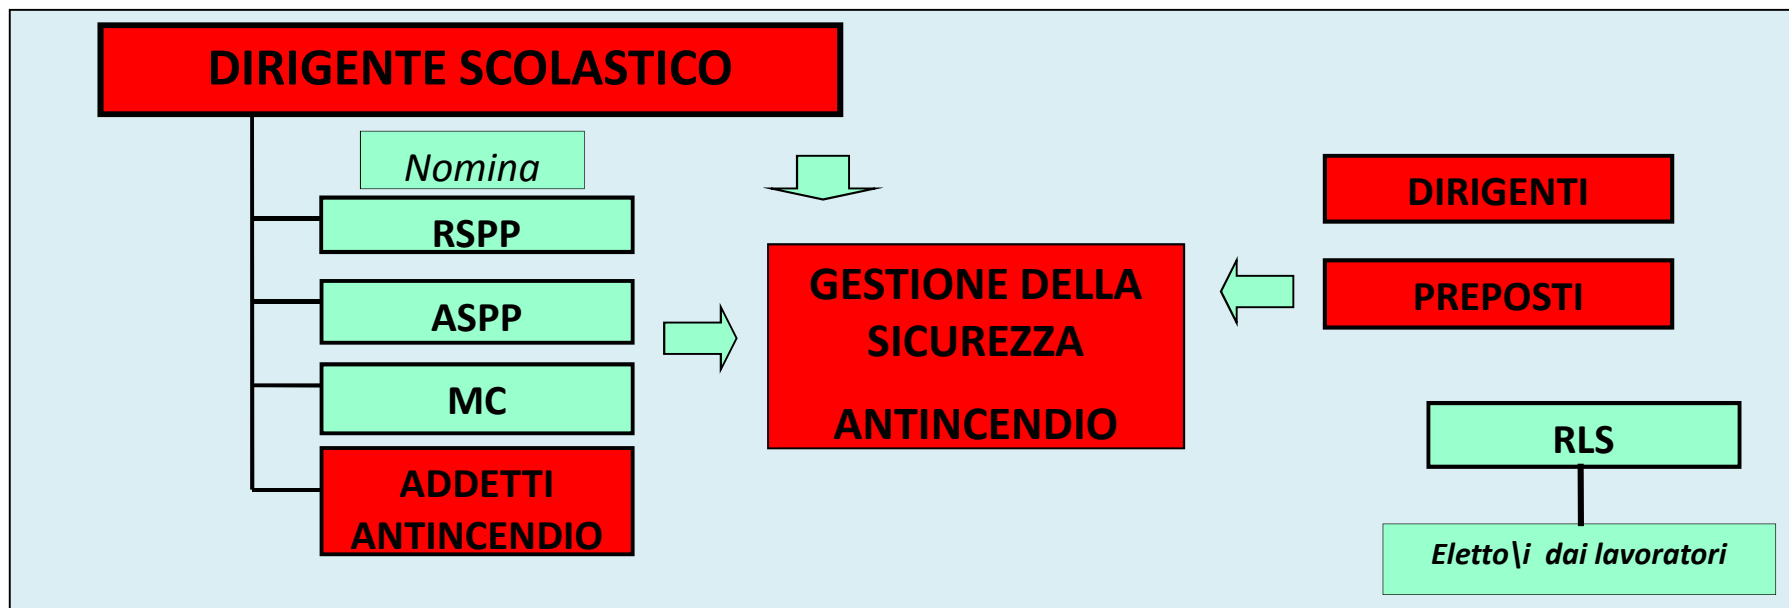 DIRIGENTE SCOLASTICO
Nomina
RSPP
ASPP
MC
ADDETTI
ANTINCENDIO
GESTIONE DELLA
SICUREZZA
ANTINCENDIO
DIRIGENTI
PREPOSTI
RLS
Eletto\i dai lavoratori